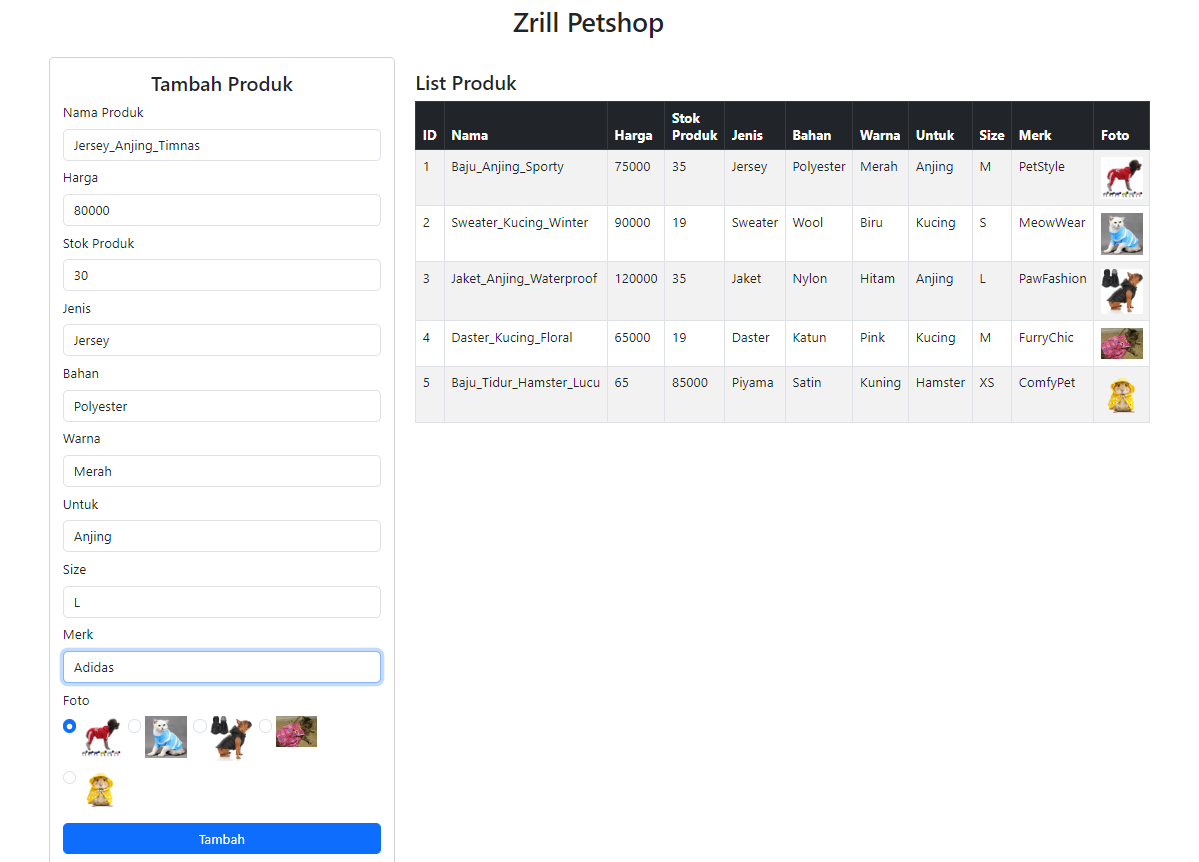 Zrill Petshop
Tambah Produk
Nama Produk
Jersey_Anjing_Timnas
Harga
80000
Stok Produk
30
Jenis
Jersey
Bahan
Polyester
Warna
Merah
Untuk
Anjing
Size
L
Merk
Adidas
Foto
Tambah
List Produk
ID Nama Harga Stok Produk Jenis Bahan Warna Untuk Size Merk Foto
1 Baju_Anjing_Sporty 75000 35 Jersey Polyester Merah Anjing M PetStyle
2 Sweater_Kucing_Winter 90000 19 Sweater Wool Biru Kucing S MeowWear
3 Jaket_Anjing_Waterproof 120000 35 Jaket Nylon Hitam Anjing L PawFashion
4 Daster_Kucing_Floral 65000 19 Daster Katun Pink Kucing M FurryChic
5 Baju_Tidur_Hamster_Lucu 65 85000 Piyama Satin Kuning Hamster XS ComfyPet